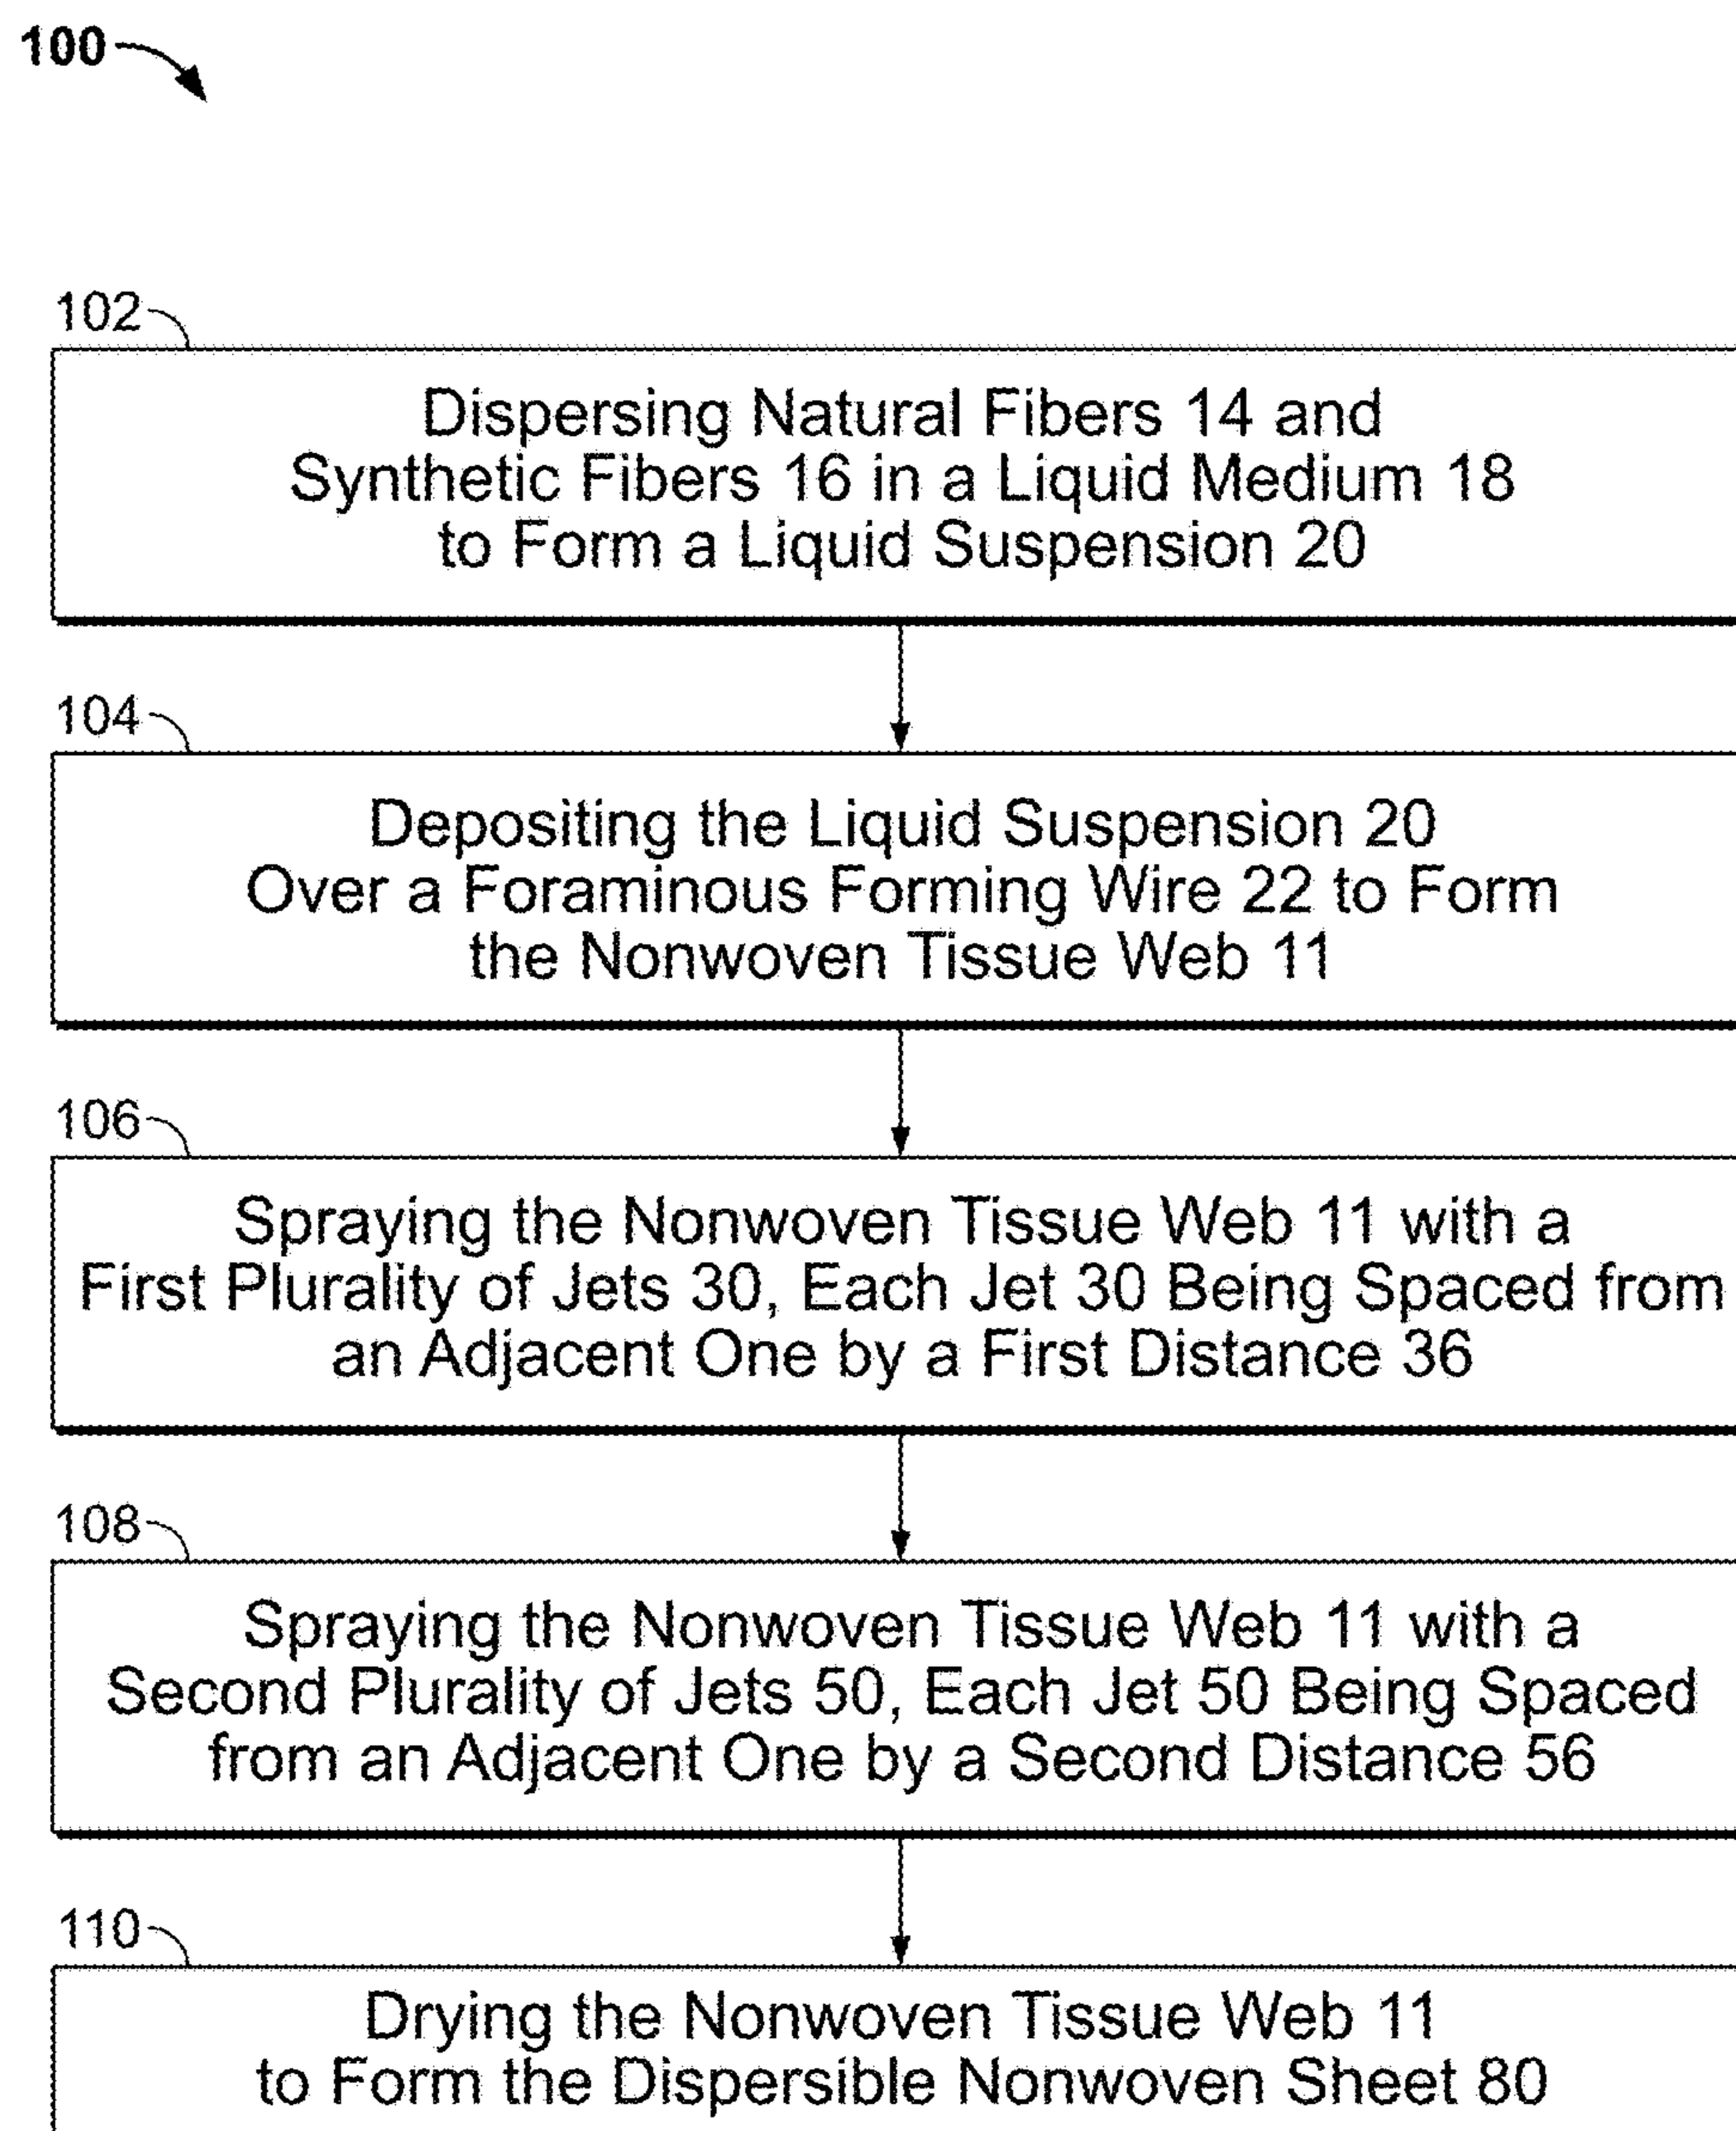 100
102
Dispersing Natural Fibers 14 and
Synthetic Fibers 16 in a Liquid Medium 18
to Form a Liquid Suspension 20
104
Depositing the Liquid Suspension 20
Over a Foraminous Forming Wire 22 to Form
the Nonwoven Tissue Web 11
106
Spraying the Nonwoven Tissue Web 11 with a
First Plurality of Jets 30, Each Jet 30 Being Spaced from
an Adjacent One by a First Distance 36
108
Spraying the Nonwoven Tissue Web 11 with a
Second Plurality of Jets 50, Each Jet 50 Being Spaced
from an Adjacent One by a Second Distance 56
110
Drying the Nonwoven Tissue Web 11
to Form the Dispersible Nonwoven Sheet 80